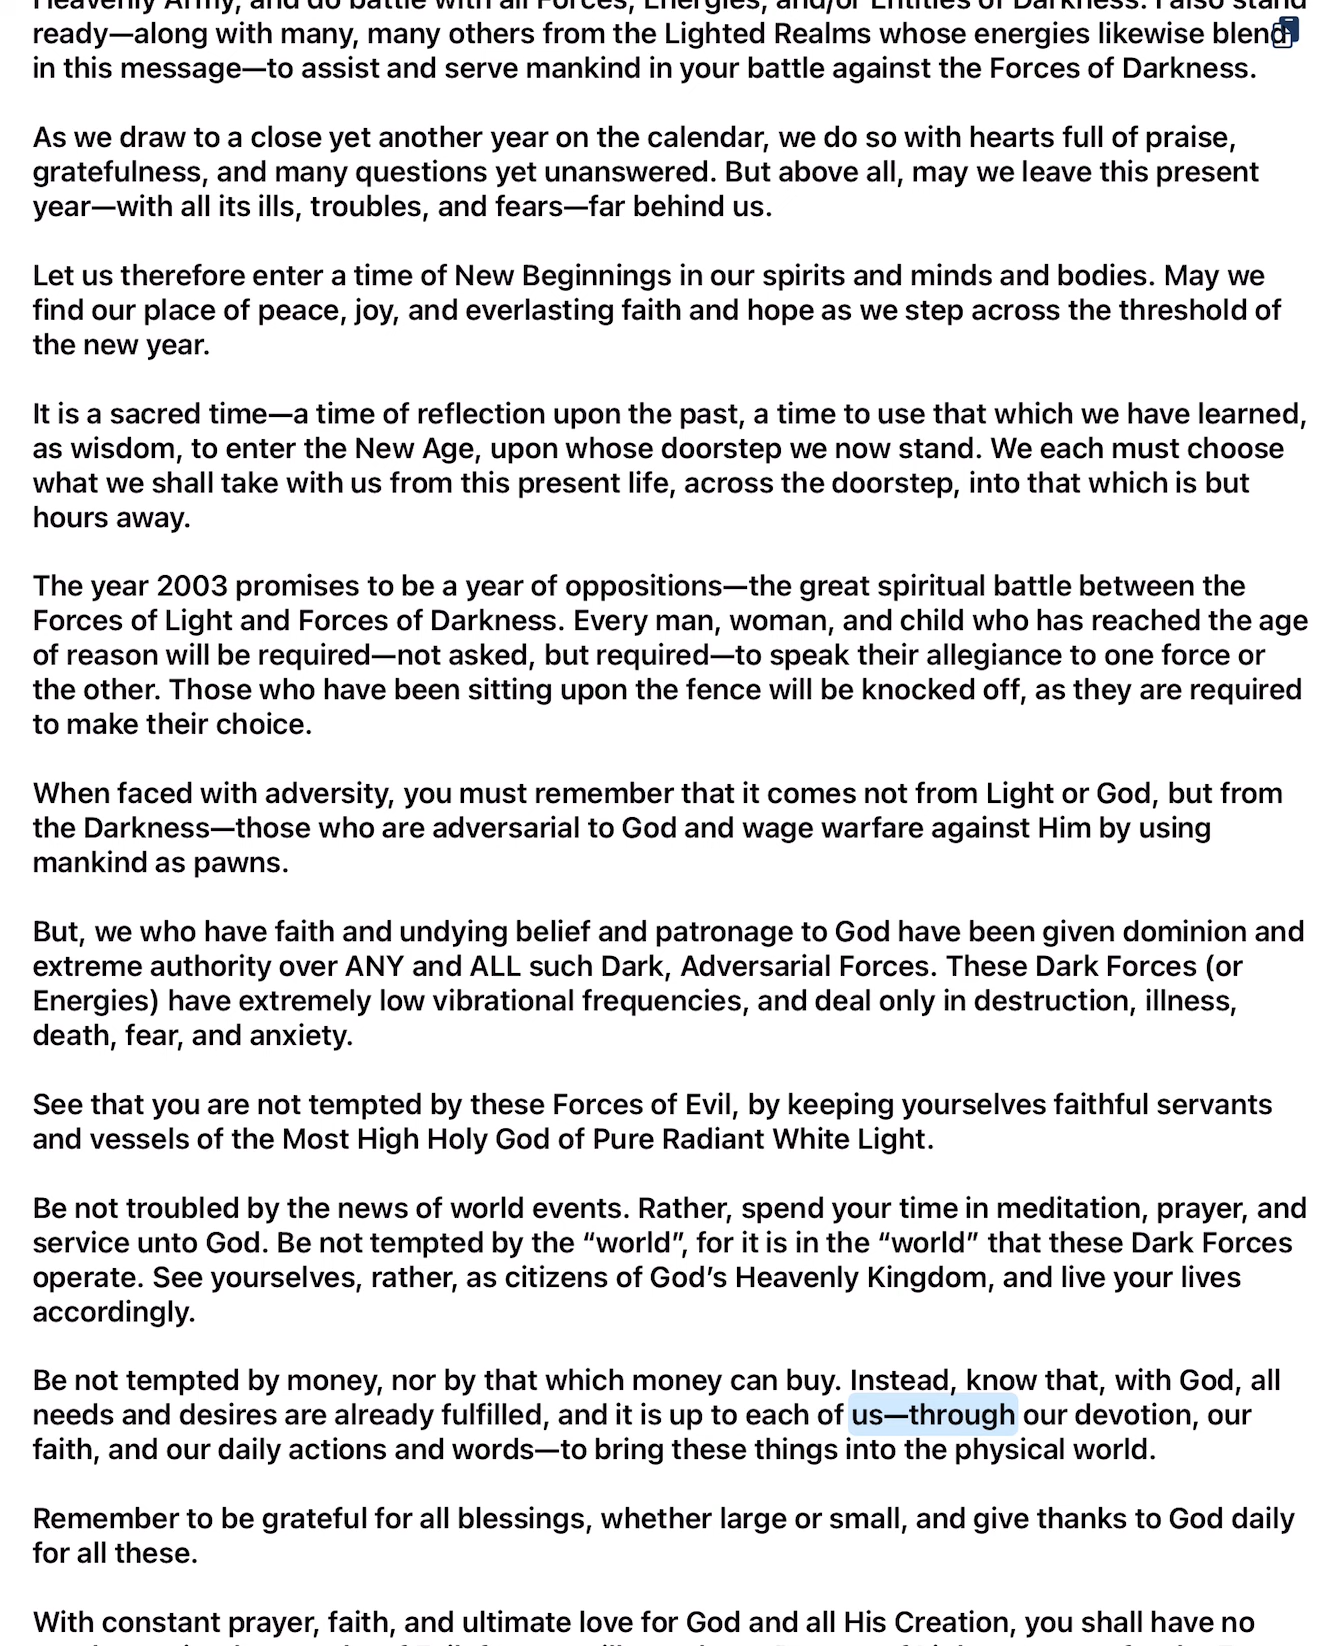 Heavenly Army, and do battle with all Forces, Energies, and/or Entities of Darkness. I also stand
ready—along with many, many others from the Lighted Realms whose energies likewise blend
in this message—to assist and serve mankind in your battle against the Forces of Darkness.
As we draw to a close yet another year on the calendar, we do so with hearts full of praise,
gratefulness, and many questions yet unanswered. But above all, may we leave this present
year—with all its ills, troubles, and fears—far behind us.
Let us therefore enter a time of New Beginnings in our spirits and minds and bodies. May we
find our place of peace, joy, and everlasting faith and hope as we step across the threshold of
the new year.
It is a sacred time—a time of reflection upon the past, a time to use that which we have learned,
as wisdom, to enter the New Age, upon whose doorstep we now stand. We each must choose
what we shall take with us from this present life, across the doorstep, into that which is but
hours away.
The year 2003 promises to be a year of oppositions—the great spiritual battle between the
Forces of Light and Forces of Darkness. Every man, woman, and child who has reached the age
of reason will be required—not asked, but required—to speak their allegiance to one force or
the other. Those who have been sitting upon the fence will be knocked off, as they are required
to make their choice.
When faced with adversity, you must remember that it comes not from Light or God, but from
the Darkness—those who are adversarial to God and wage warfare against Him by using
mankind as pawns.
But, we who have faith and undying belief and patronage to God have been given dominion and
extreme authority over ANY and ALL such Dark, Adversarial Forces. These Dark Forces (or
Energies) have extremely low vibrational frequencies, and deal only in destruction, illness,
death, fear, and anxiety.
See that you are not tempted by these Forces of Evil, by keeping yourselves faithful servants
and vessels of the Most High Holy God of Pure Radiant White Light.
Be not troubled by the news of world events. Rather, spend your time in meditation, prayer, and
service unto God. Be not tempted by the “world”, for it is in the “world” that these Dark Forces
operate. See yourselves, rather, as citizens of God’s Heavenly Kingdom, and live your lives
accordingly.
Be not tempted by money, nor by that which money can buy. Instead, know that, with God, all
needs and desires are already fulfilled, and it is up to each of us—through our devotion, our
faith, and our daily actions and words—to bring these things into the physical world.
Remember to be grateful for all blessings, whether large or small, and give thanks to God daily
for all these.
With constant prayer, faith, and ultimate love for God and all His Creation, you shall have no